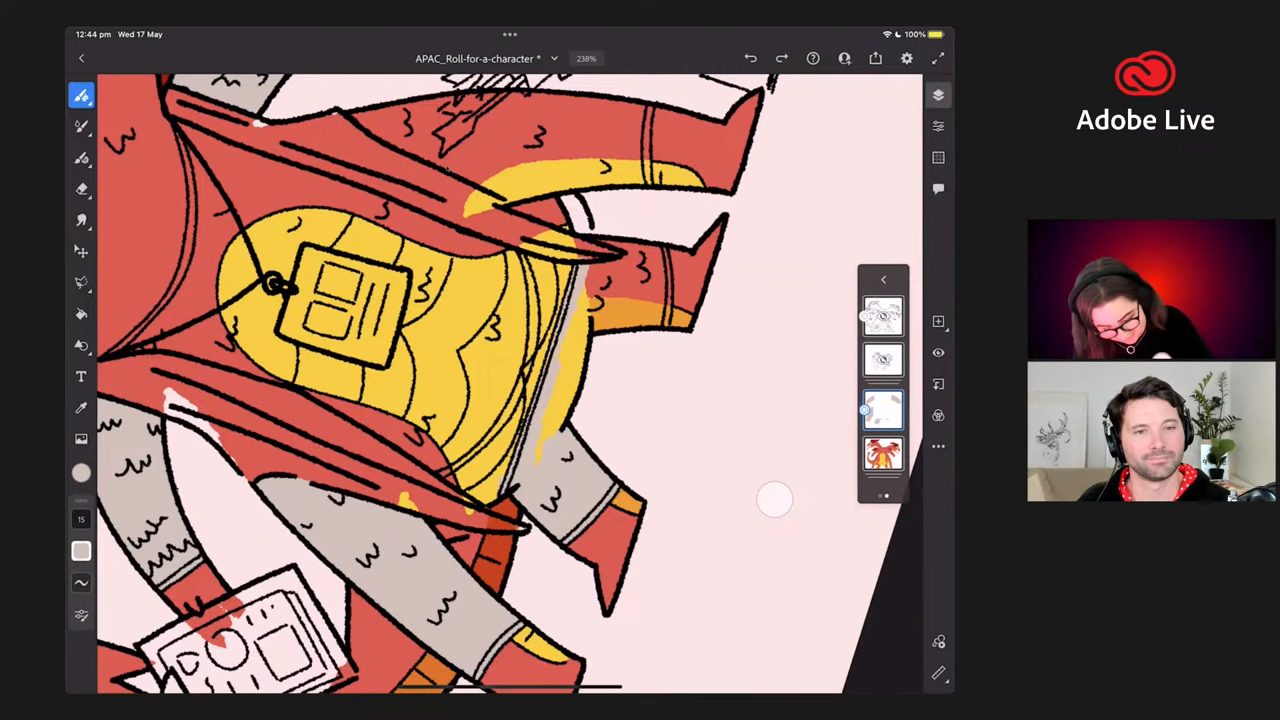 12:44 pm Wed 17 May
100%
APAC_Roll-for-a-character *
238%
T
15
Adobe Live